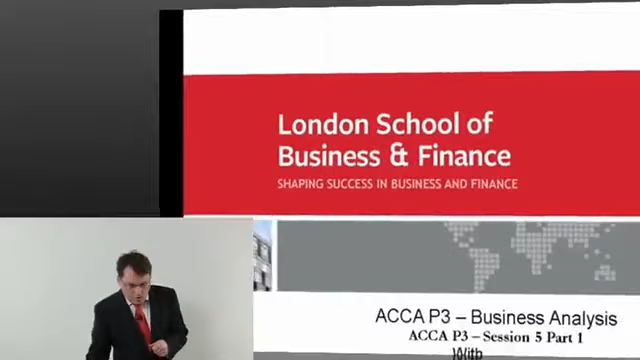 London School of
Business & Finance
SHAPING SUCCESS IN BUSINESS AND FINANCE
ACCA P3 – Business Analysis
ACCA P3 – Session 5 Part 1